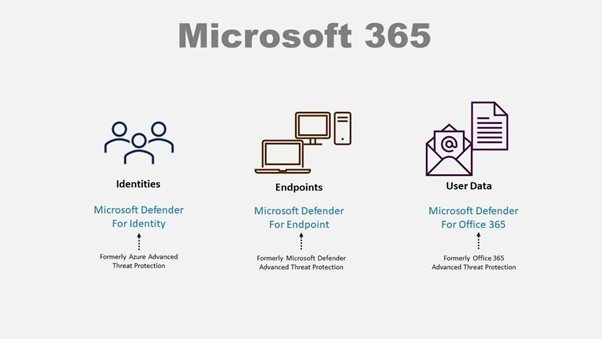 Microsoft 365
@
Identities
Endpoints
User Data
Microsoft Defender
For Identity
Microsoft Defender
For Endpoint
Microsoft Defender
For Office 365
Formerly Azure Advanced
Threat Protection
Formerly Microsoft Defender
Advanced Threat Protection
Formerly Office 365
Advanced Threat Protection